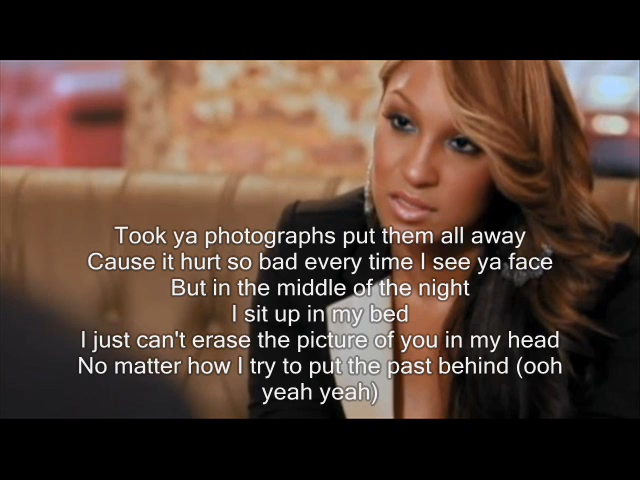 Took ya photographs put them all away
Cause it hurt so bad every time I see ya face
But in the middle of the night
I sit up in my bed
I just can't erase the picture of you in my head
No matter how I try to put the past behind (ooh
yeah yeah)